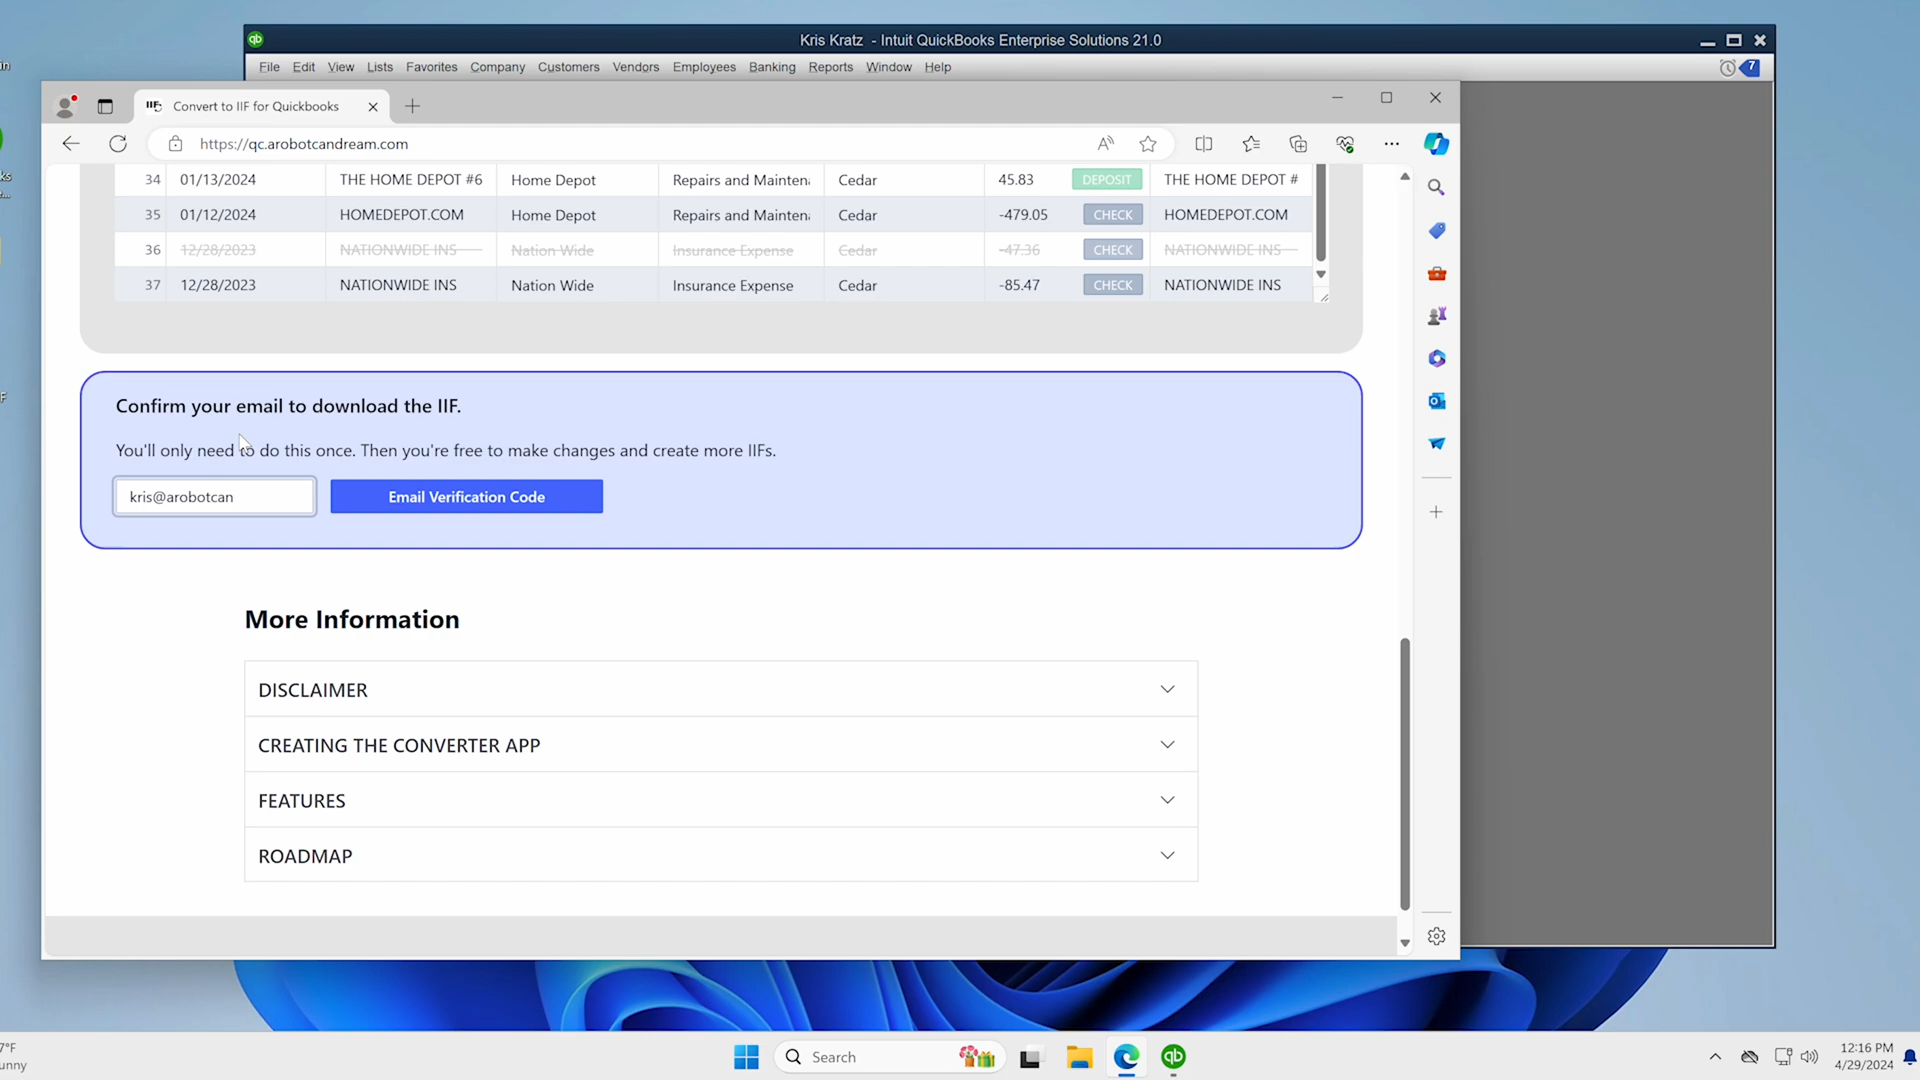 Kris Kratz - Intuit QuickBooks Enterprise Solutions 21.0
File Edit View Lists Favorites Company Customers Vendors Employees Banking Reports Window Help
7
Convert to IIF for Quickbooks
https://qc.arobotcandream.com
34 01/13/2024 THE HOME DEPOT #6 Home Depot Repairs and Mainten Cedar 45.83 DEPOSIT THE HOME DEPOT #
35 01/12/2024 HOMEDEPOT.COM Home Depot Repairs and Mainten Cedar -479.05 CHECK HOMEDEPOT.COM
36 12/28/2023 NATIONWIDE INS Nation Wide Insurance Expense Cedar -47.36 CHECK NATIONWIDE INS
37 12/28/2023 NATIONWIDE INS Nation Wide Insurance Expense Cedar -85.47 CHECK NATIONWIDE INS
Confirm your email to download the IIF.
You'll only need to do this once. Then you're free to make changes and create more IIFs.
kris@arobotcan Email Verification Code
More Information
DISCLAIMER
CREATING THE CONVERTER APP
FEATURES
ROADMAP
7°F
unny
Search
12:16 PM
4/29/2024